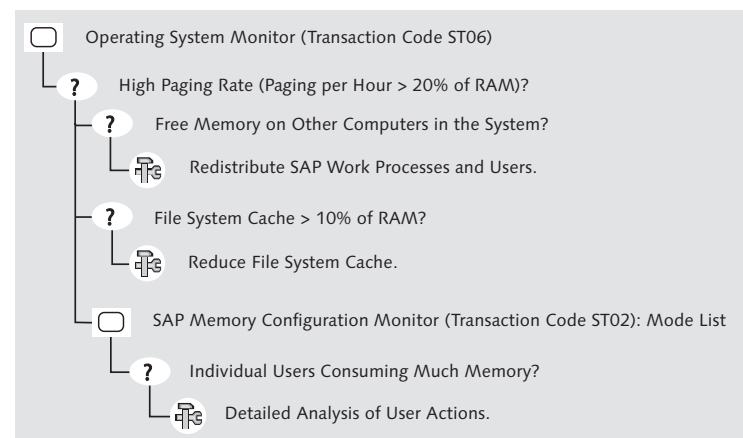 Operating System Monitor (Transaction Code ST06)
? High Paging Rate (Paging per Hour > 20% of RAM)?
? Free Memory on Other Computers in the System?
Redistribute SAP Work Processes and Users.
? File System Cache > 10% of RAM?
Reduce File System Cache.
SAP Memory Configuration Monitor (Transaction Code ST02): Mode List
? Individual Users Consuming Much Memory?
Detailed Analysis of User Actions.